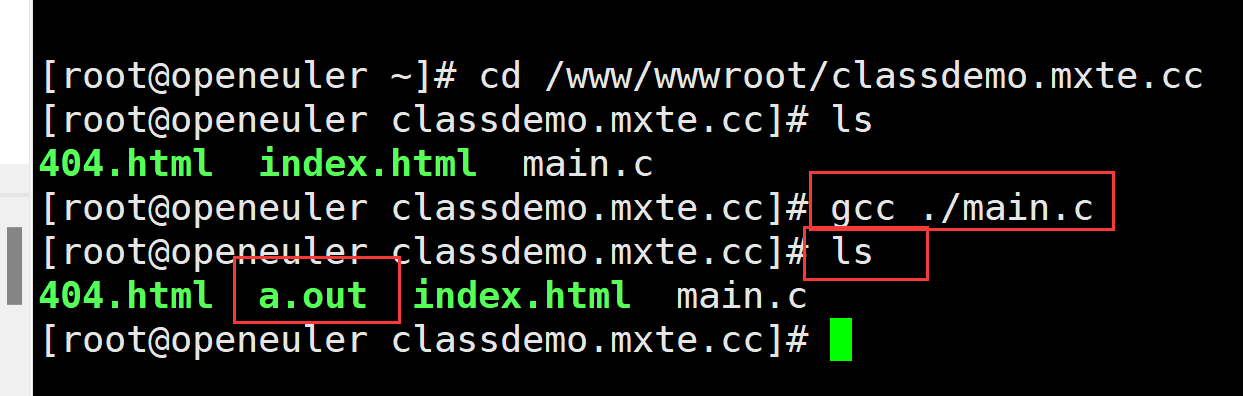 [root@openeuler ~]# cd /www/wwwroot/classdemo.mxte.cc
[root@openeuler classdemo.mxte.cc]# ls
404.html  index.html  main.c
[root@openeuler classdemo.mxte.cc]# gcc ./main.c
[root@openeuler classdemo.mxte.cc]# ls
404.html  a.out  index.html  main.c
[root@openeuler classdemo.mxte.cc]#